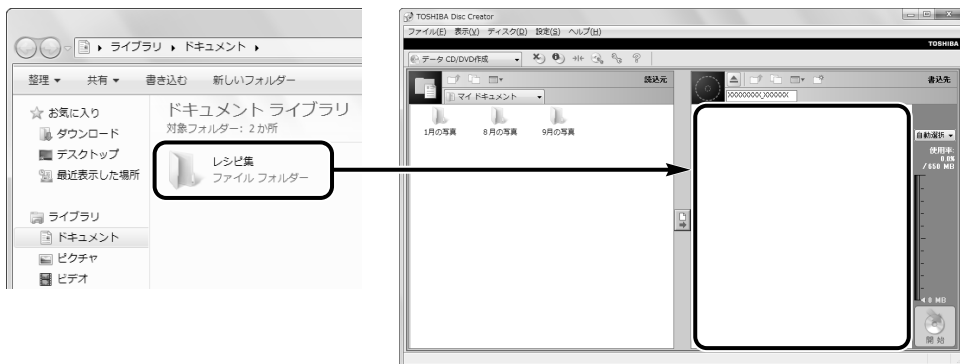 ライブラリ ドキュメント
整理 共有 書き込む 新しいフォルダー
お気に入り
ダウンロード
デスクトップ
最近表示した場所
ライブラリ
ドキュメント
ピクチャ
ビデオ
ドキュメント ライブラリ
対象フォルダー: 2か所
レシピ集
ファイル フォルダー
TOSHIBA Disc Creator
ファイル(F) 表示(V) ディスク(D) 設定(S) ヘルプ(H)
TOSHIBA
データ CD/DVD作成
読込元
マイ ドキュメント
1月の写真 8月の写真 9月の写真
書込先
XXXXXXXX_XXXXXX
自動選択
使用率:
0.0%
/650 MB
0 MB
開始